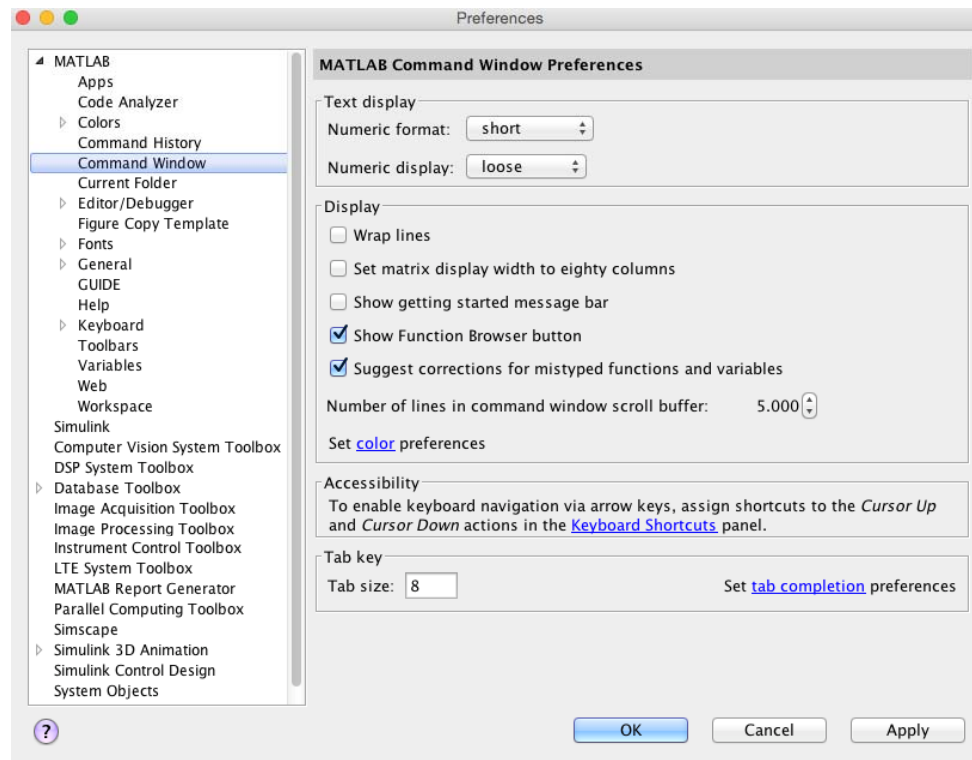 Preferences
MATLAB
Apps
Code Analyzer
Colors
Command History
Command Window
Current Folder
Editor/Debugger
Figure Copy Template
Fonts
General
GUIDE
Help
Keyboard
Toolbars
Variables
Web
Workspace
Simulink
Computer Vision System Toolbox
DSP System Toolbox
Database Toolbox
Image Acquisition Toolbox
Image Processing Toolbox
Instrument Control Toolbox
LTE System Toolbox
MATLAB Report Generator
Parallel Computing Toolbox
Simscape
Simulink 3D Animation
Simulink Control Design
System Objects
MATLAB Command Window Preferences
Text display
Numeric format: short
Numeric display: loose
Display
Wrap lines
Set matrix display width to eighty columns
Show getting started message bar
Show Function Browser button
Suggest corrections for mistyped functions and variables
Number of lines in command window scroll buffer: 5.000
Set color preferences
Accessibility
To enable keyboard navigation via arrow keys, assign shortcuts to the Cursor Up
and Cursor Down actions in the Keyboard Shortcuts panel.
Tab key
Tab size: 8 Set tab completion preferences
? OK Cancel Apply